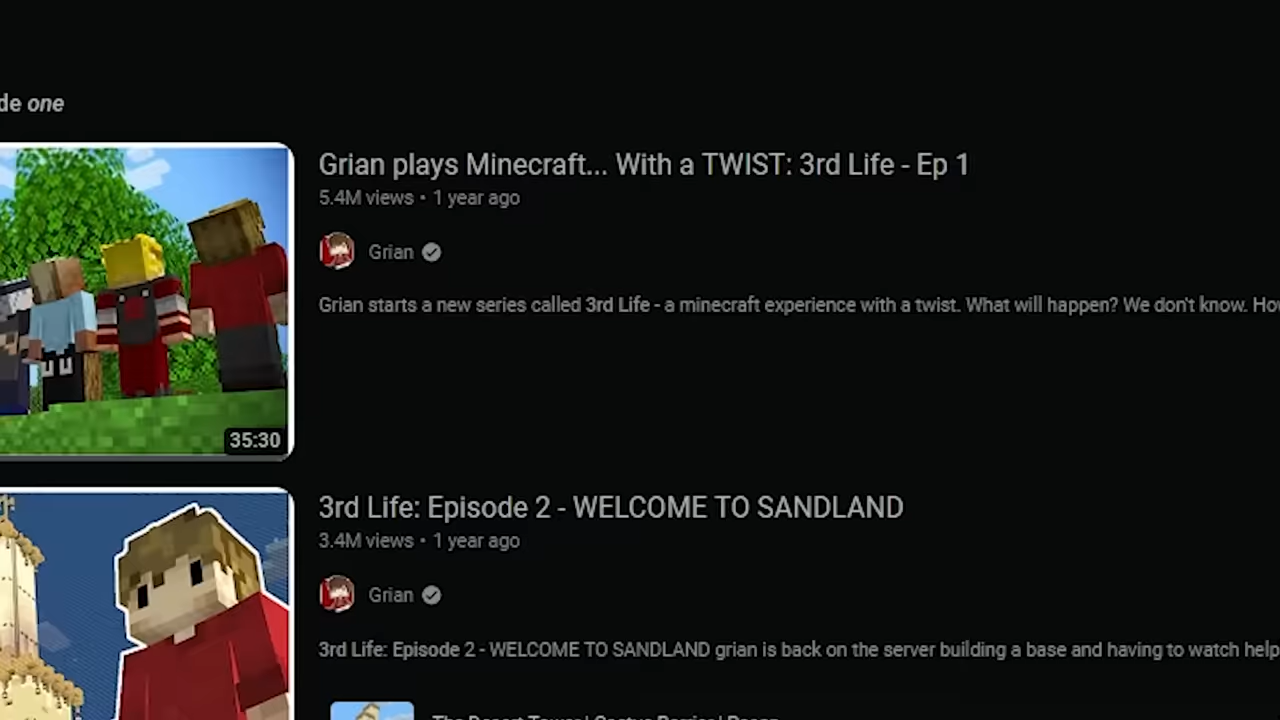 de one
Grian plays Minecraft... With a TWIST: 3rd Life - Ep 1
5.4M views • 1 year ago
Grian
Grian starts a new series called 3rd Life - a minecraft experience with a twist. What will happen? We don't know.
35:30
3rd Life: Episode 2 - WELCOME TO SANDLAND
3.4M views • 1 year ago
Grian
3rd Life: Episode 2 - WELCOME TO SANDLAND grian is back on the server building a base and having to watch help